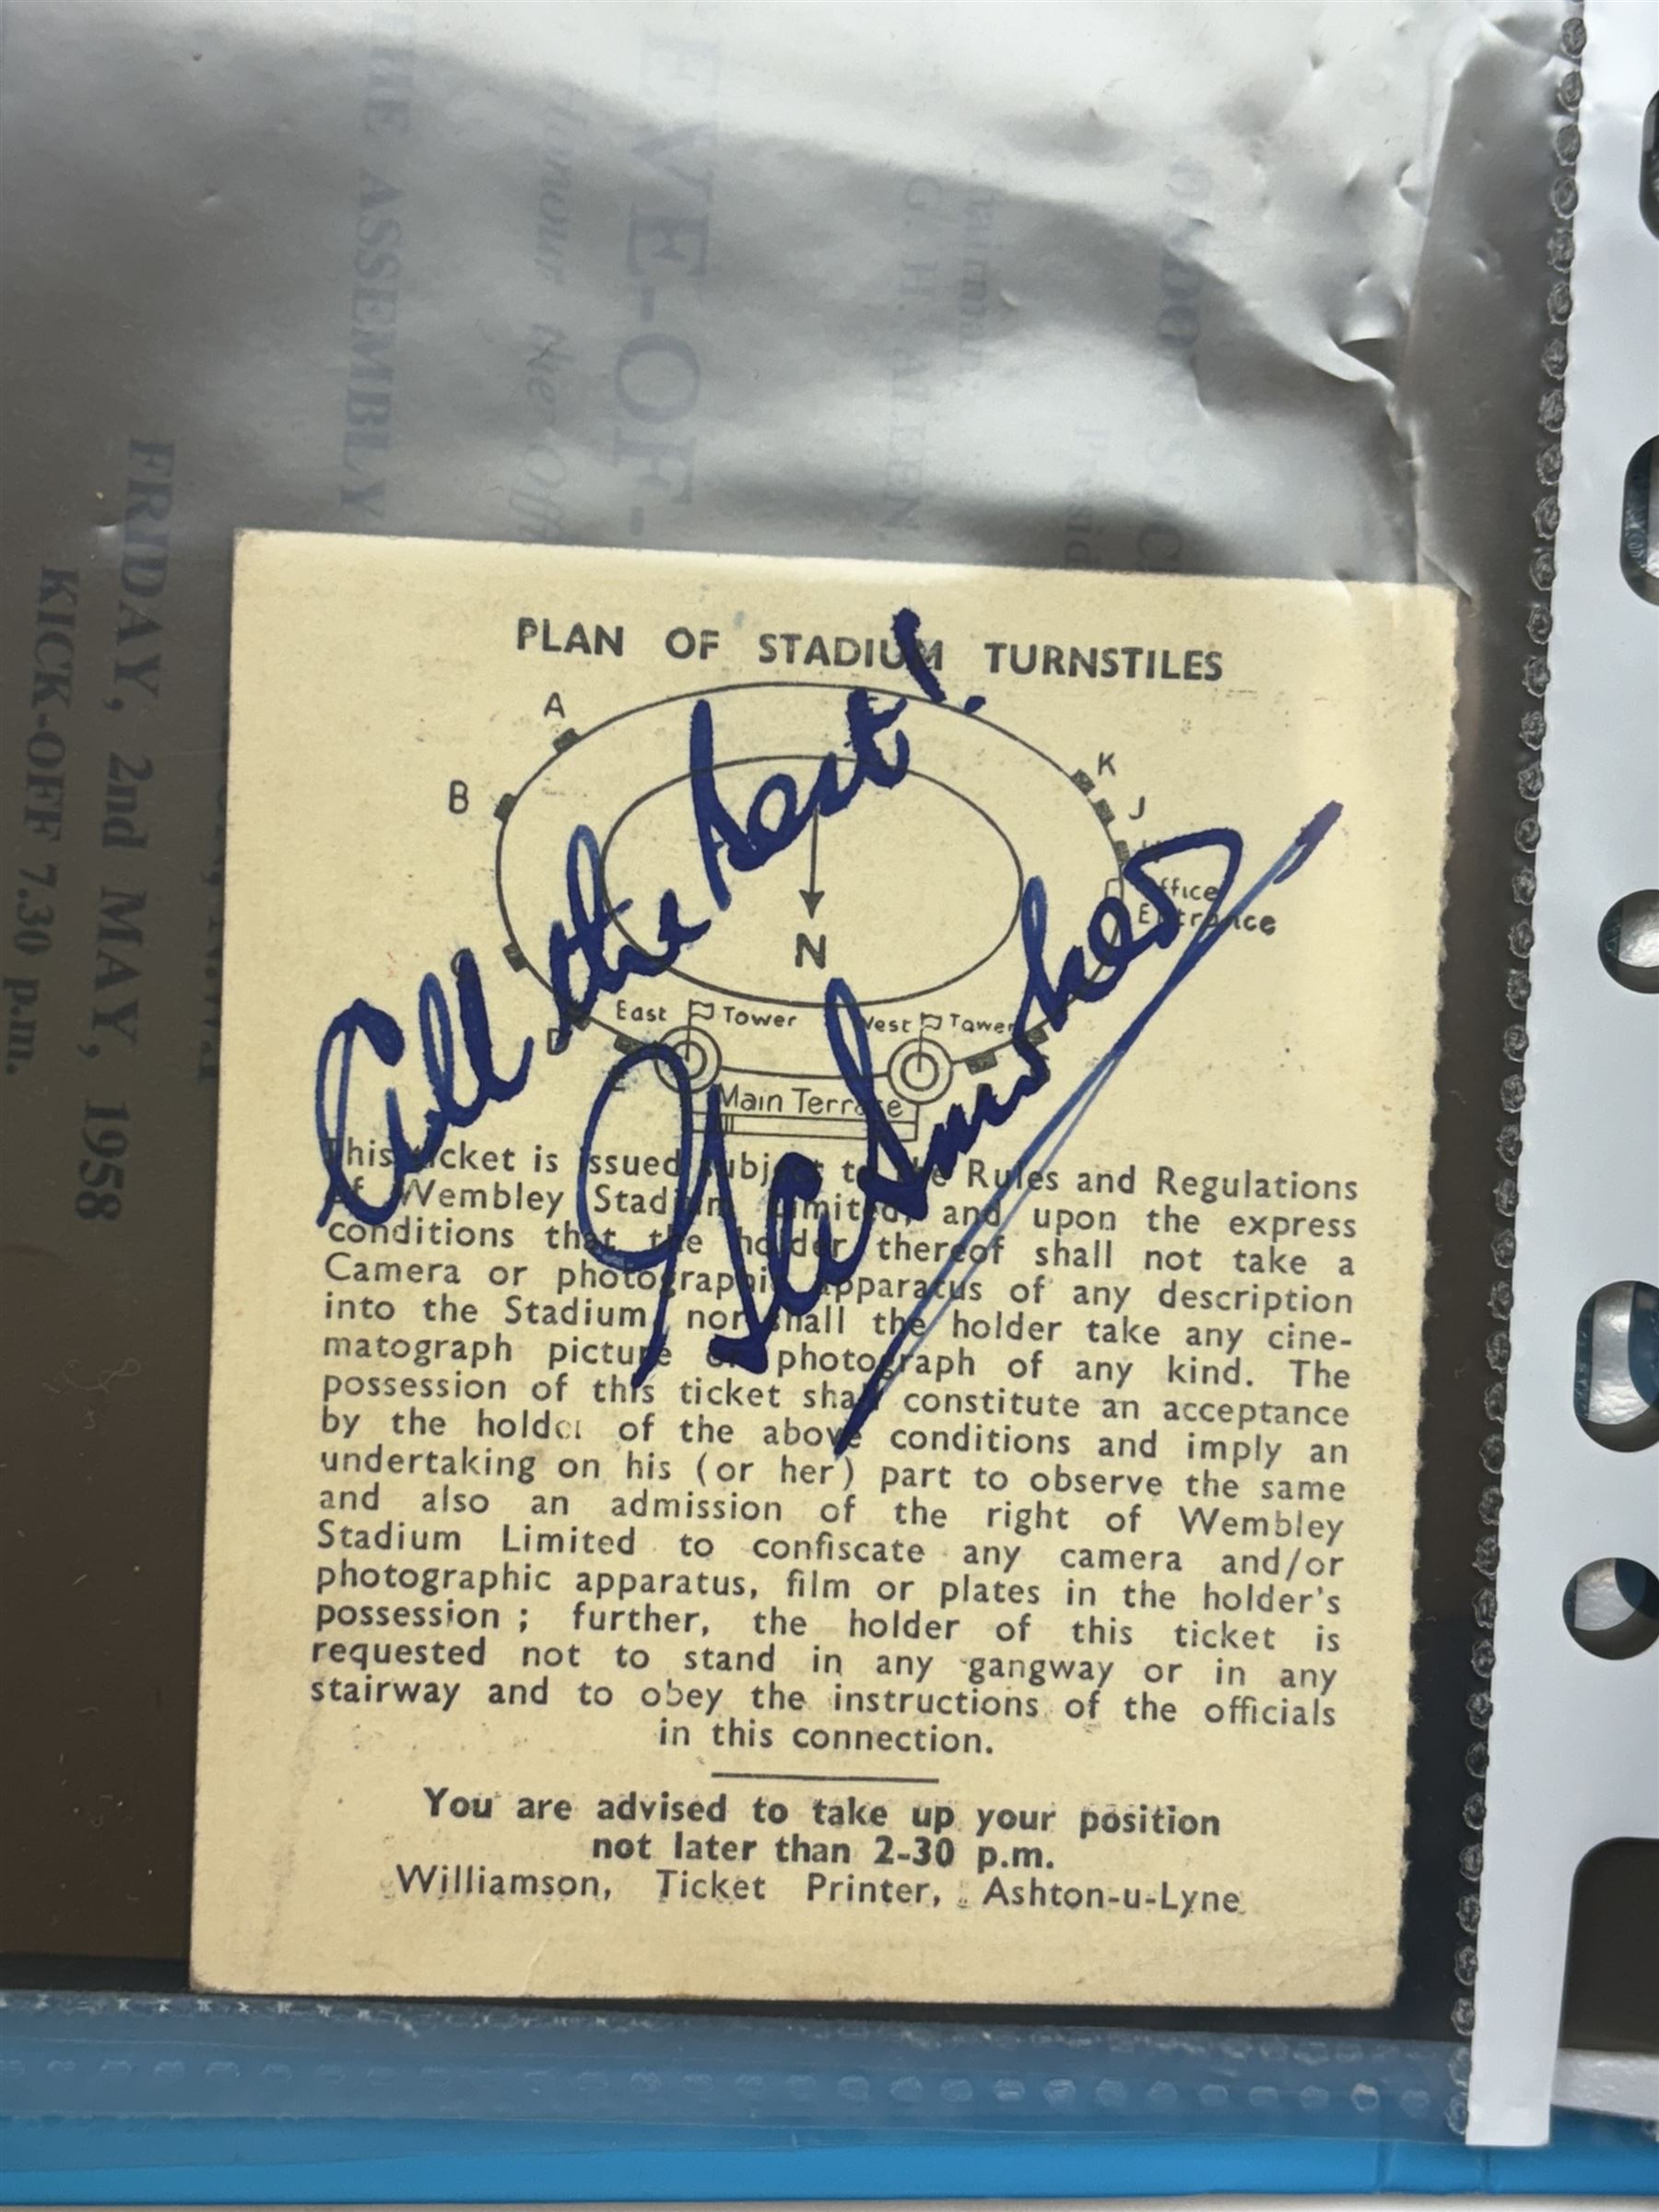 PLAN OF STADIUM TURNSTILES
A
B
K
J
Office
Entrance
N
D
East Tower
West Tower
Main Terrace
All the best!
This ticket is issued subject to the Rules and Regulations
of Wembley Stadium Limited, and upon the express
conditions that the holder thereof shall not take a
Camera or photographic apparatus of any description
into the Stadium, nor shall the holder take any cine-
matograph picture or photograph of any kind. The
possession of this ticket shall constitute an acceptance
by the holder of the above conditions and imply an
undertaking on his (or her) part to observe the same
and also an admission of the right of Wembley
Stadium Limited to confiscate any camera and/or
photographic apparatus, film or plates in the holder's
possession ; further, the holder of this ticket is
requested not to stand in any gangway or in any
stairway and to obey the instructions of the officials
in this connection.
You are advised to take up your position
not later than 2-30 p.m.
Williamson, Ticket Printer, Ashton-u-Lyne
EVE-OF-
G. H. ALLEN
THE ASSEMBLY
FRIDAY, 2nd MAY, 1958
KICK-OFF 7.30 p.m.